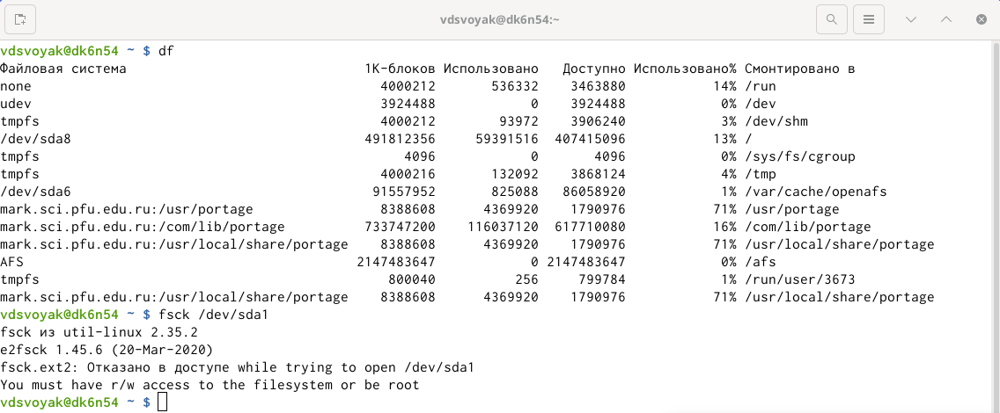 vdsvoyak@dk6n54:~
vdsvoyak@dk6n54 ~ $ df
Файловая система 1K-блоков Использовано Доступно Использовано% Смонтировано в
none 4000212 536332 3463880 14% /run
udev 3924488 0 3924488 0% /dev
tmpfs 4000212 93972 3906240 3% /dev/shm
/dev/sda8 491812356 59391516 407415096 13% /
tmpfs 4096 0 4096 0% /sys/fs/cgroup
tmpfs 4000216 132092 3868124 4% /tmp
/dev/sda6 91557952 825088 86058920 1% /var/cache/openafs
mark.sci.pfu.edu.ru:/usr/portage 8388608 4369920 1790976 71% /usr/portage
mark.sci.pfu.edu.ru:/com/lib/portage 733747200 116037120 617710080 16% /com/lib/portage
mark.sci.pfu.edu.ru:/usr/local/share/portage 8388608 4369920 1790976 71% /usr/local/share/portage
AFS 2147483647 0 2147483647 0% /afs
tmpfs 800040 256 799784 1% /run/user/3673
mark.sci.pfu.edu.ru:/usr/local/share/portage 8388608 4369920 1790976 71% /usr/local/share/portage
vdsvoyak@dk6n54 ~ $ fsck /dev/sda1
fsck из util-linux 2.35.2
e2fsck 1.45.6 (20-Mar-2020)
fsck.ext2: Отказано в доступе while trying to open /dev/sda1
You must have r/w access to the filesystem or be root
vdsvoyak@dk6n54 ~ $